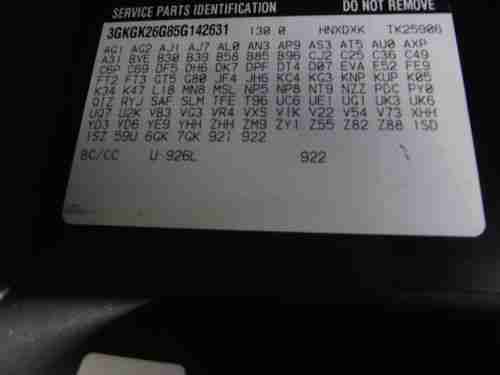 SERVICE PARTS IDENTIFICATION DO NOT REMOVE
3GKGK26G85G142631 130.0 HNXDXK TK25906
AG1 AG2 AJ1 AJ7 AL0 AN3 AP9 AS3 AT5 AU0 AXP
A31 BVE B30 B39 B58 B85 B96 CJ2 C25 C36 C49
C6P C69 DF5 DH6 DK7 DPF DT4 D07 EVA E52 FE9
FT2 FT3 GT5 G80 JF4 JH6 KC4 KG3 KNP KUP K05
K34 K47 L18 MN8 MSL NP5 NP8 NT9 NZZ PDC PY0
QIZ RYJ SAF SLM TFE T96 UC6 UE1 UG1 UK3 UK6
UQ7 U2K VB3 VG3 VR4 VXS VIK V22 V54 V73 XHH
YD3 YD6 YE9 YHH ZHH ZM9 ZY1 Z55 Z82 Z88 1SD
1SZ 59U 6GK 7GK 921 922
BC/CC U-926L 922